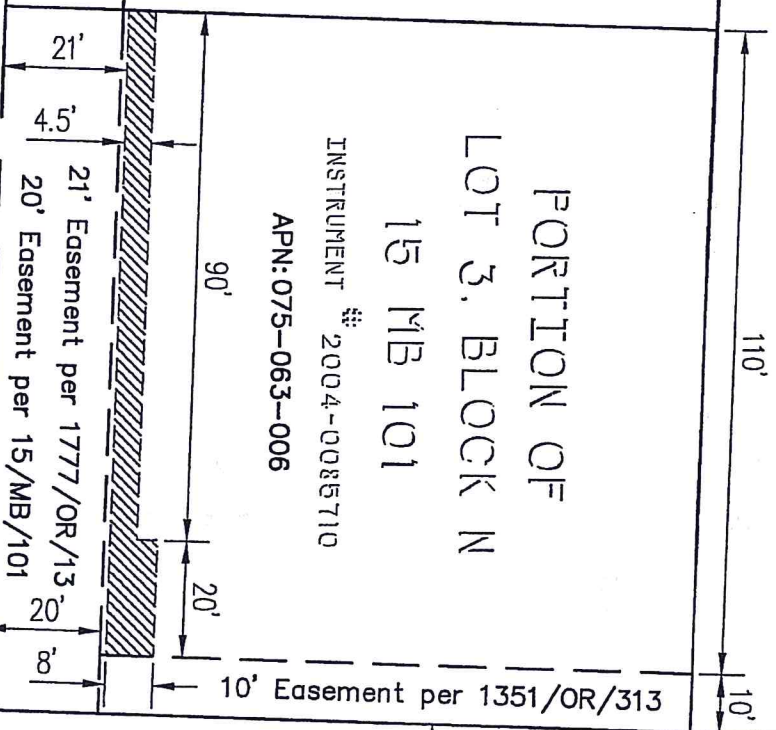 110'
10'
21'
4.5'
90'
20'
PORTION OF
LOT 3, BLOCK N
15 MB 101
INSTRUMENT # 2004-0085710
APN: 075-063-006
21' Easement per 1777/OR/13
20' Easement per 15/MB/101
20'
8'
10' Easement per 1351/OR/313